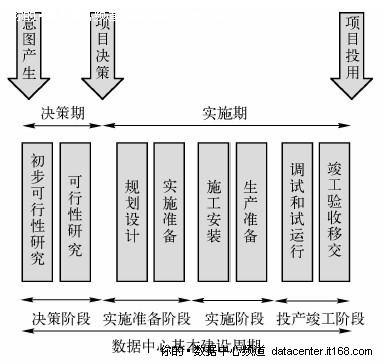 意图产生
项目决策
项目投用
决策期
实施期
初步可行性研究
可行性研究
规划设计
实施准备
施工安装
生产准备
调试和试运行
竣工验收移交
决策阶段
实施准备阶段
实施阶段
投产竣工阶段
数据中心基本建设周期
你的·数据中心频道 datacenter.it168.com